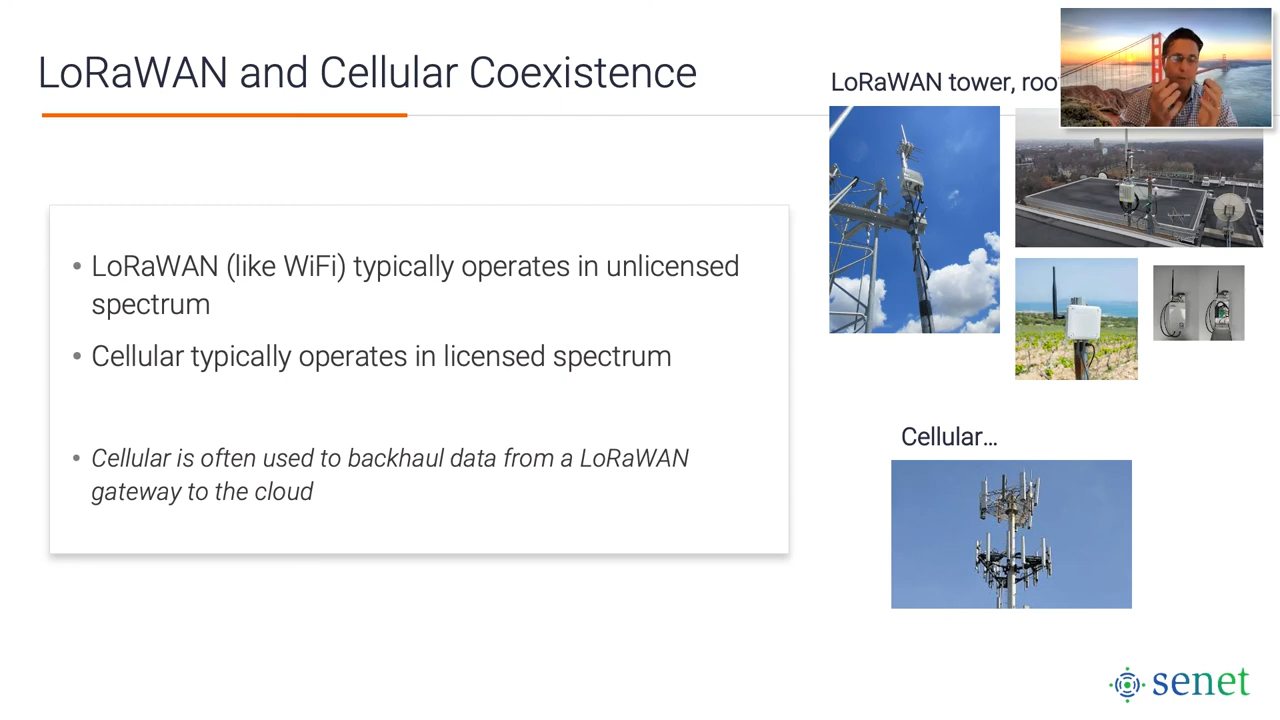 LoRaWAN and Cellular Coexistence
LoRaWAN tower,
• LoRaWAN (like WiFi) typically operates in unlicensed
spectrum
• Cellular typically operates in licensed spectrum
• Cellular is often used to backhaul data from a LoRaWAN
gateway to the cloud
Cellular...
senet